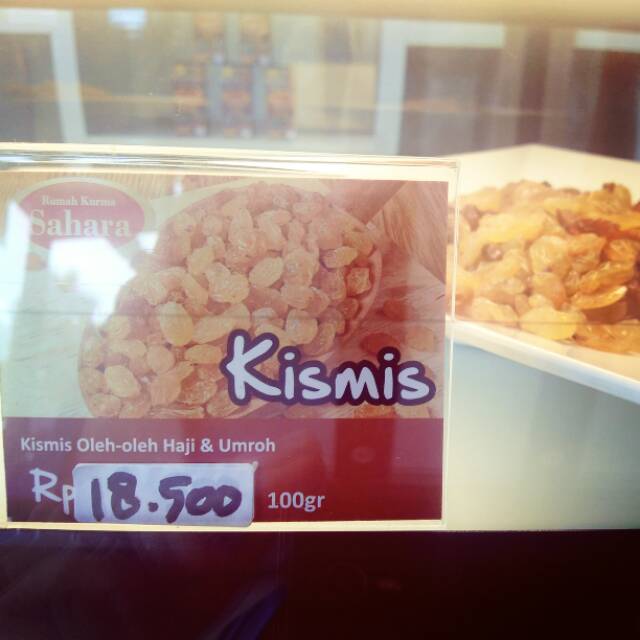 Rumah Kurma
Sahara
Kismis
Kismis Oleh-oleh Haji & Umroh
Rp 18.500 100gr